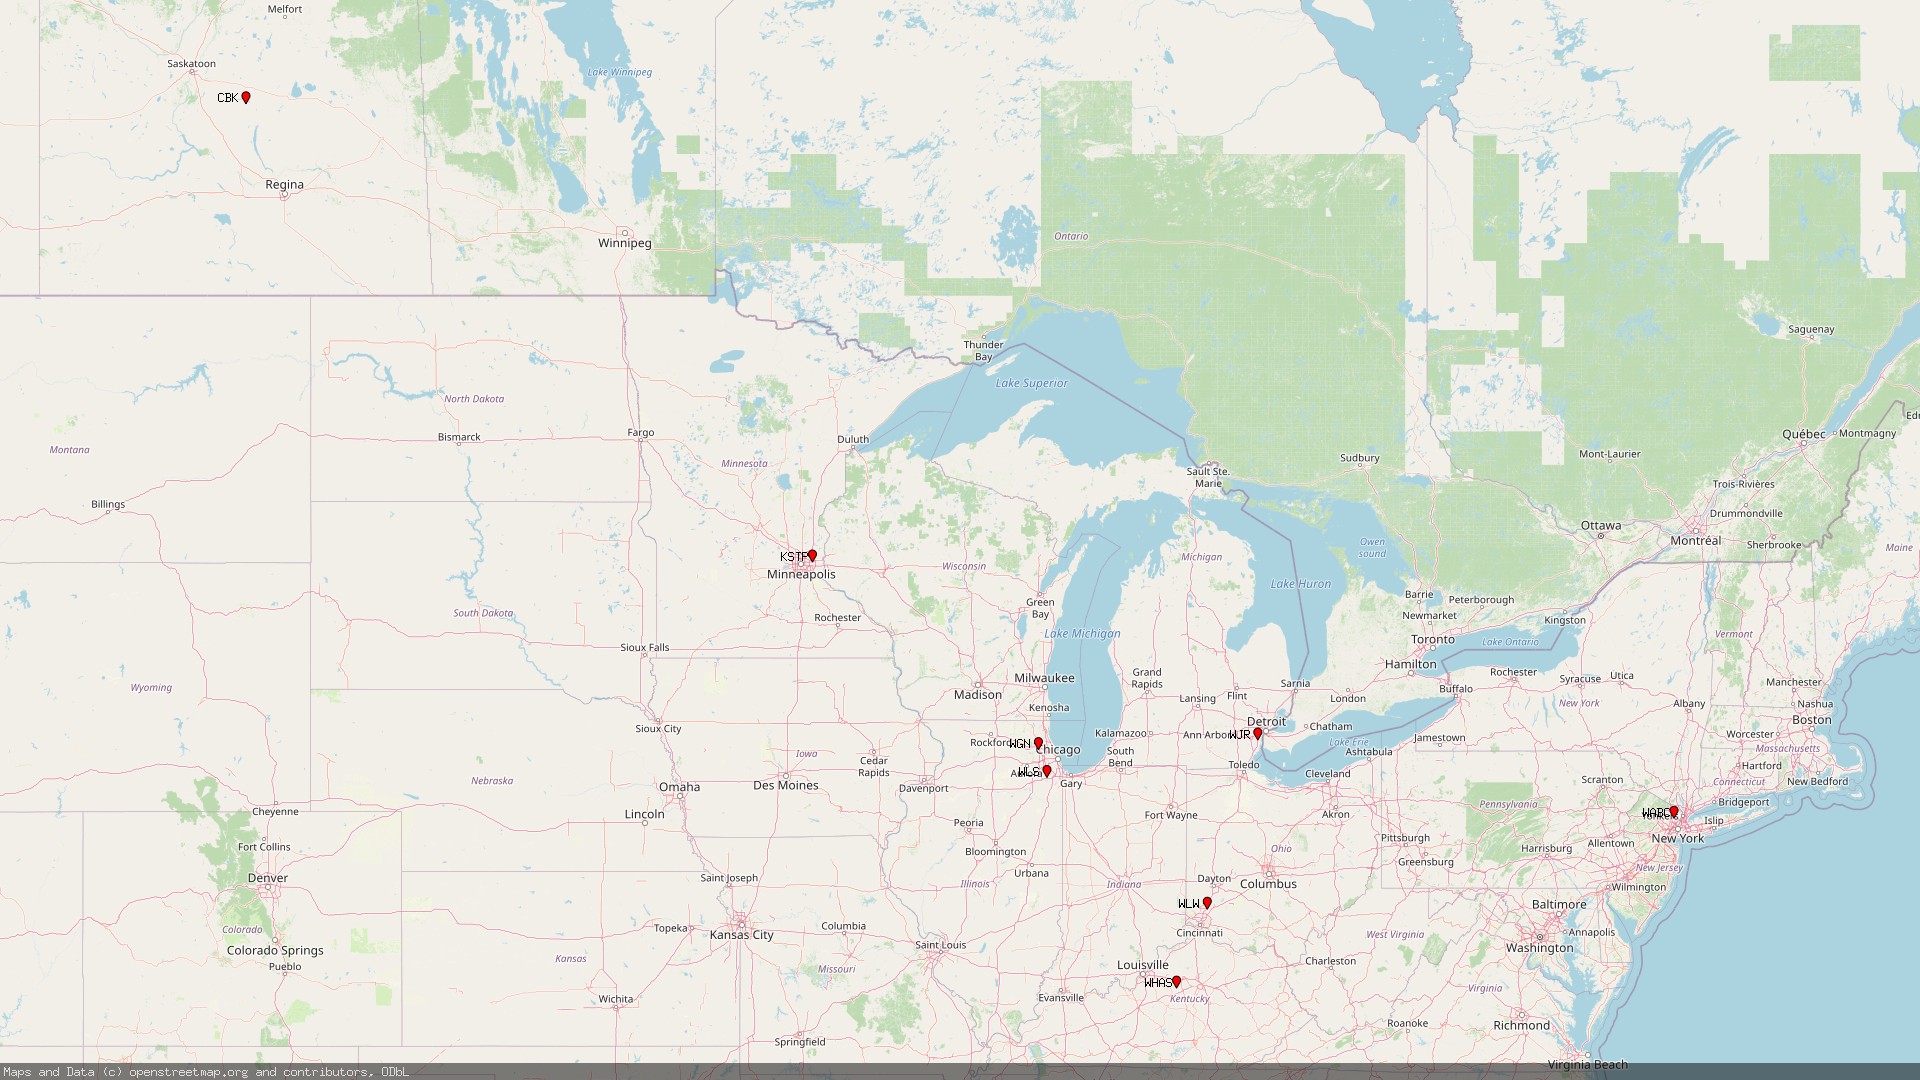 Melfort
Saskatoon
Lake Winnipeg
CBK
Regina
Winnipeg
Ontario
Saguenay
Thunder
Bay
Lake Superior
North Dakota
Montana
Bismarck
Fargo
Duluth
Minnesota
Sault Ste.
Marie
Sudbury
Mont-Laurier
Québec
Montmagny
Trois-Rivières
Drummondville
Billings
Ottawa
Montréal
Sherbrooke
Maine
KSTP
Minneapolis
Wisconsin
Michigan
Owen
sound
Lake Huron
Green
Bay
Barrie
Peterborough
Newmarket
Kingston
South Dakota
Rochester
Lake Michigan
Toronto
Lake Ontario
Vermont
Sioux Falls
Hamilton
Wyoming
Milwaukee
Madison
Grand
Rapids
Lansing
Flint
Sarnia
London
Buffalo
Rochester
Syracuse
Utica
Manchester
Nashua
Kenosha
New York
Albany
Boston
Sioux City
Detroit
Chatham
Kalamazoo
Ann Arbor
WJR
Lake Erie
Jamestown
Worcester
Massachusetts
Rockford
WGN
Chicago
Iowa
Cedar
Rapids
South
Bend
Toledo
Ashtabula
Hartford
Nebraska
WLS
Gary
Cleveland
Scranton
Connecticut
New Bedford
Omaha
Des Moines
Davenport
Bridgeport
Cheyenne
Lincoln
Peoria
Fort Wayne
Akron
Pennsylvania
WABC
Islip
New York
Fort Collins
Bloomington
Ohio
Pittsburgh
Greensburg
Harrisburg
Allentown
New Jersey
Denver
Saint Joseph
Urbana
Illinois
Indiana
Dayton
Columbus
Wilmington
Colorado
Topeka
Kansas City
Columbia
WLW
Cincinnati
Baltimore
Annapolis
West Virginia
Washington
Colorado Springs
Pueblo
Kansas
Missouri
Saint Louis
Louisville
Charleston
WHAS
Kentucky
Virginia
Wichita
Evansville
Richmond
Roanoke
Springfield
Virginia Beach
Maps and Data (c) openstreetmap.org and contributors, ODbL